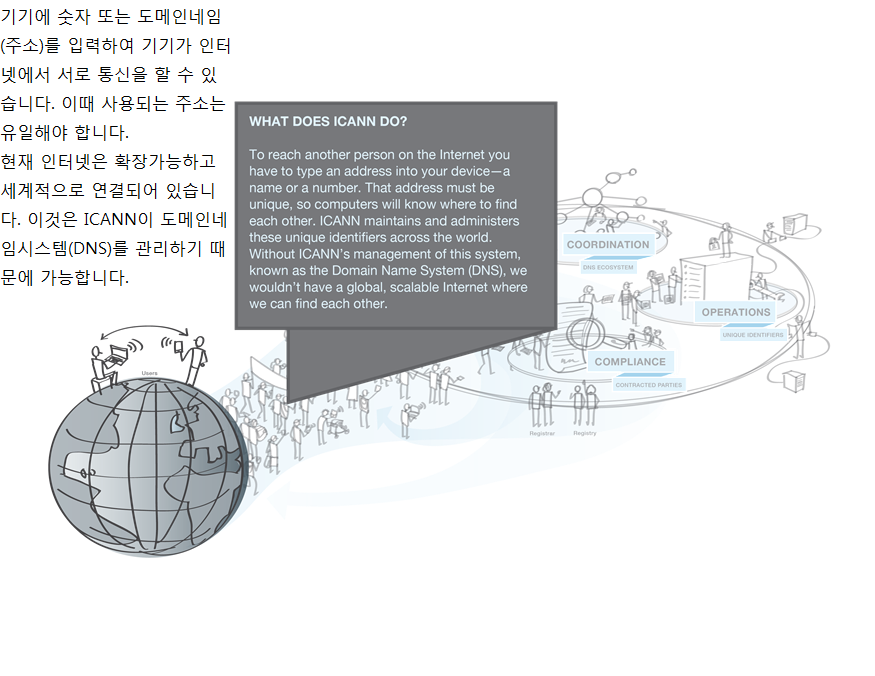 기기에 숫자 또는 도메인네임
(주소)를 입력하여 기기가 인터
넷에서 서로 통신을 할 수 있
습니다. 이때 사용되는 주소는
유일해야 합니다.
현재 인터넷은 확장가능하고
세계적으로 연결되어 있습니
다. 이것은 ICANN이 도메인네
임시스템(DNS)를 관리하기 때
문에 가능합니다.
WHAT DOES ICANN DO?
To reach another person on the Internet you
have to type an address into your device—a
name or a number. That address must be
unique, so computers will know where to find
each other. ICANN maintains and administers
these unique identifiers across the world.
Without ICANN's management of this system,
known as the Domain Name System (DNS), we
wouldn't have a global, scalable Internet where
we can find each other.
COORDINATION
DNS ECOSYSTEM
OPERATIONS
UNIQUE IDENTIFIERS
COMPLIANCE
CONTRACTED PARTIES
Users
Registrar
Registry